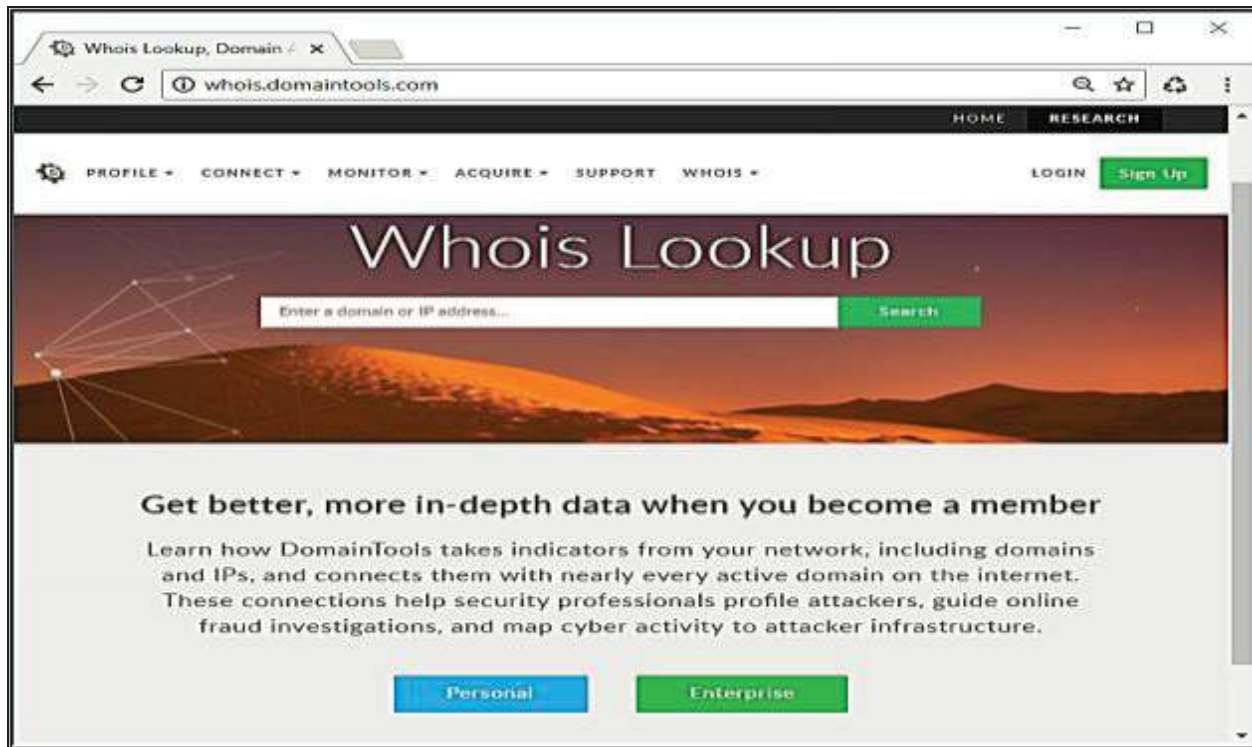 Whois Lookup, Domain A
whois.domaintools.com
HOME RESEARCH
PROFILE CONNECT MONITOR ACQUIRE SUPPORT WHOIS LOGIN Sign Up
Whois Lookup
Enter a domain or IP address... Search
Get better, more in-depth data when you become a member
Learn how DomainTools takes indicators from your network, including domains
and IPs, and connects them with nearly every active domain on the internet.
These connections help security professionals profile attackers, guide online
fraud investigations, and map cyber activity to attacker infrastructure.
Personal Enterprise